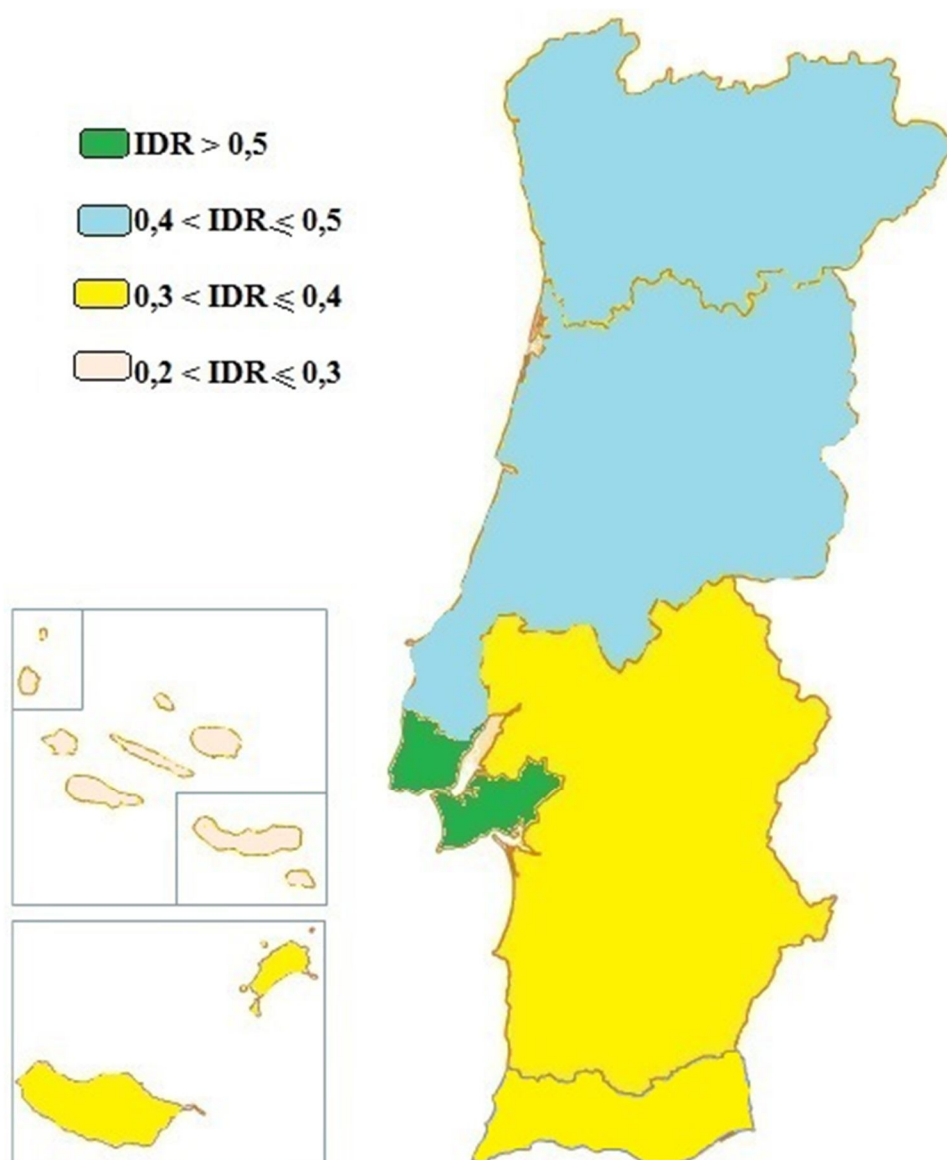 IDR > 0,5
0,4 < IDR ⩽ 0,5
0,3 < IDR ⩽ 0,4
0,2 < IDR ⩽ 0,3